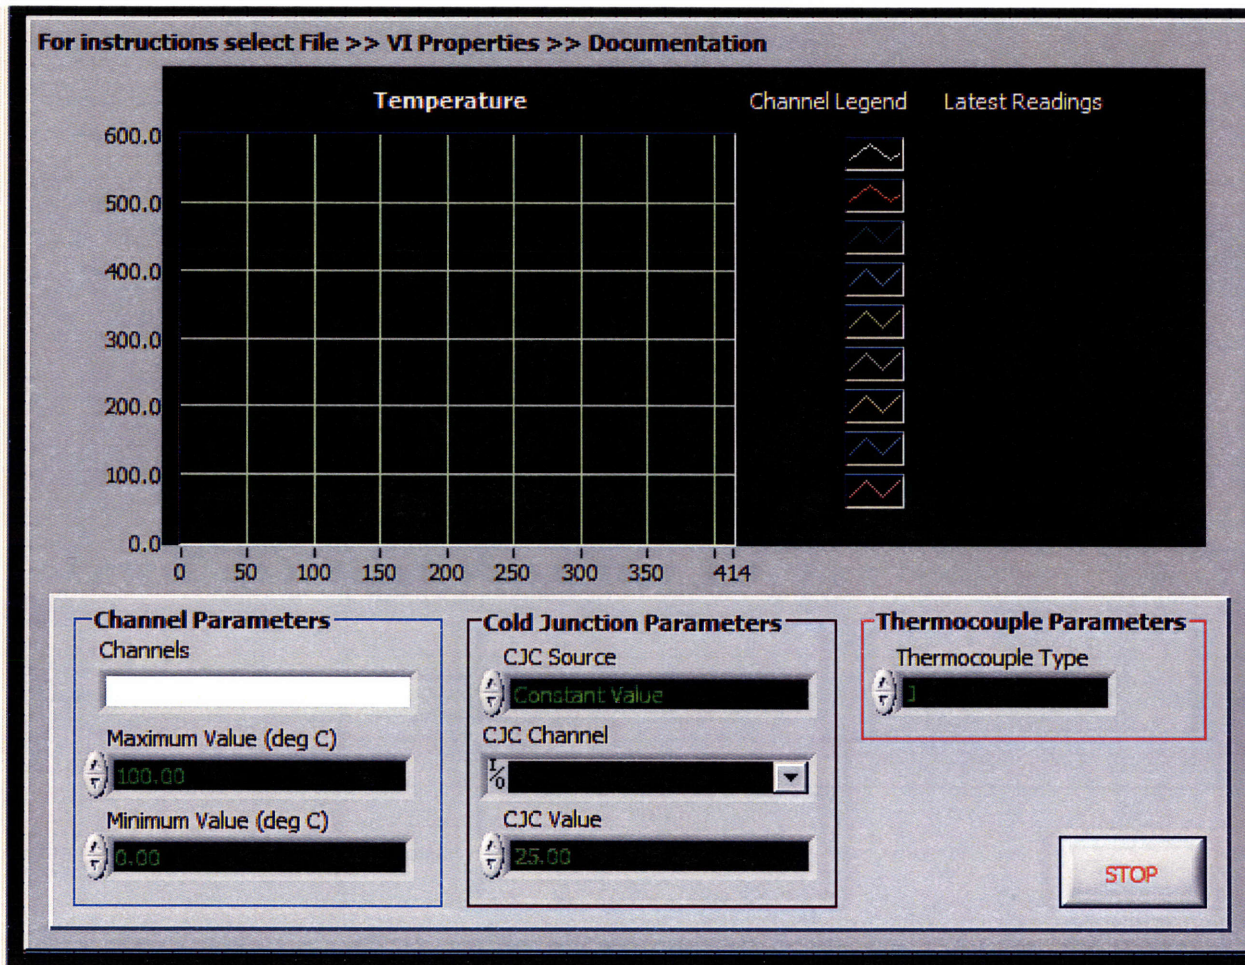 For instructions select File >> VI Properties >> Documentation
Temperature
Channel Legend
Latest Readings
600.0
500.0
400.0
300.0
200.0
100.0
0.0
0 50 100 150 200 250 300 350 414
Channel Parameters
Channels
Maximum Value (deg C)
100.00
Minimum Value (deg C)
0.00
Cold Junction Parameters
CJC Source
Constant Value
CJC Channel
I/O
CJC Value
25.00
Thermocouple Parameters
Thermocouple Type
J
STOP